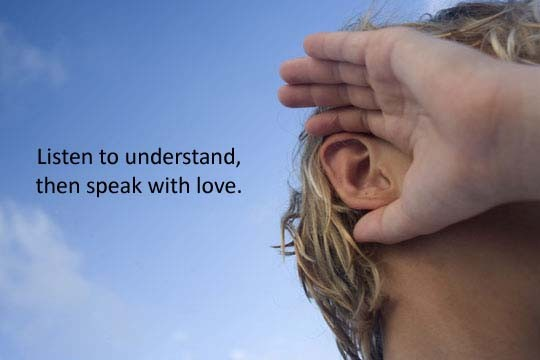 Listen to understand,
then speak with love.